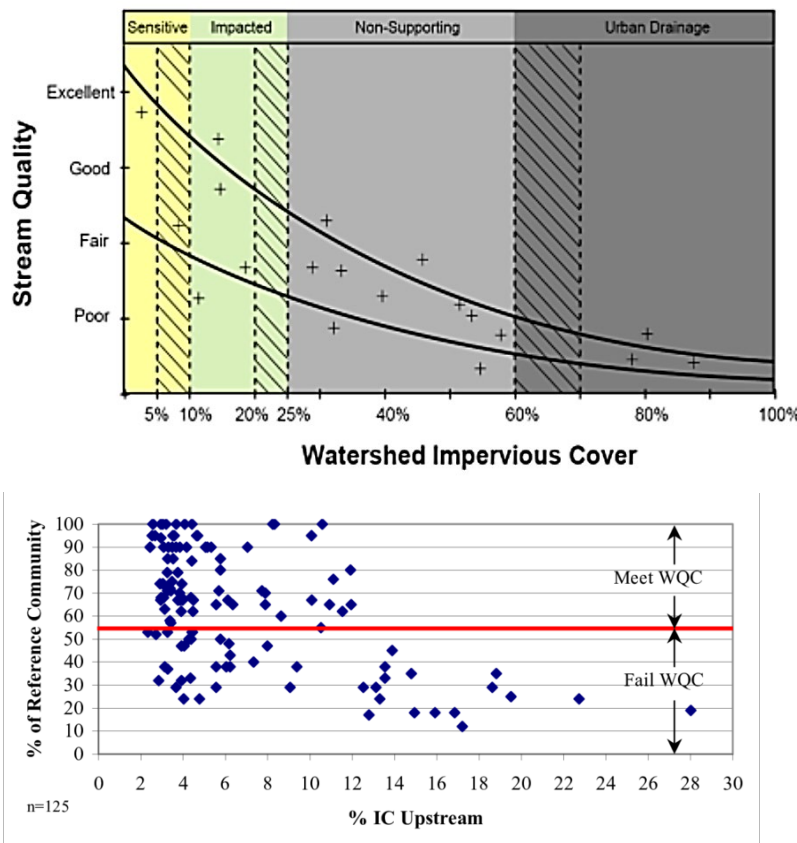 Sensitive Impacted Non-Supporting Urban Drainage
Stream Quality
Excellent
Good
Fair
Poor
5% 10% 20% 25% 40% 60% 80% 100%
Watershed Impervious Cover
% of Reference Community
100
90
80
70
60
50
40
30
20
10
0
Meet WQC
Fail WQC
0 2 4 6 8 10 12 14 16 18 20 22 24 26 28 30
n=125
% IC Upstream